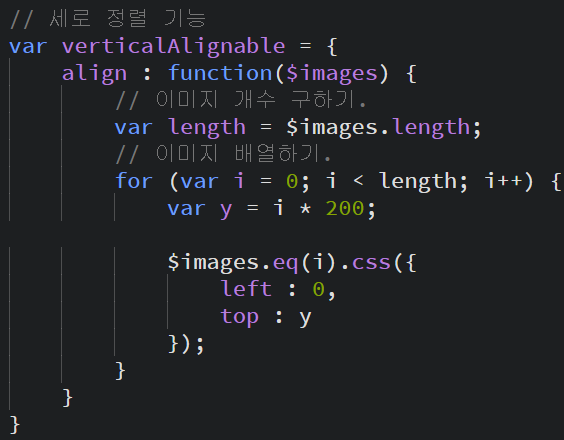 // 세로 정렬 기능
var verticalAlignable = {
    align : function($images) {
        // 이미지 개수 구하기.
        var length = $images.length;
        // 이미지 배열하기.
        for (var i = 0; i < length; i++) {
            var y = i * 200;

            $images.eq(i).css({
                left : 0,
                top : y
            });
        }
    }
}